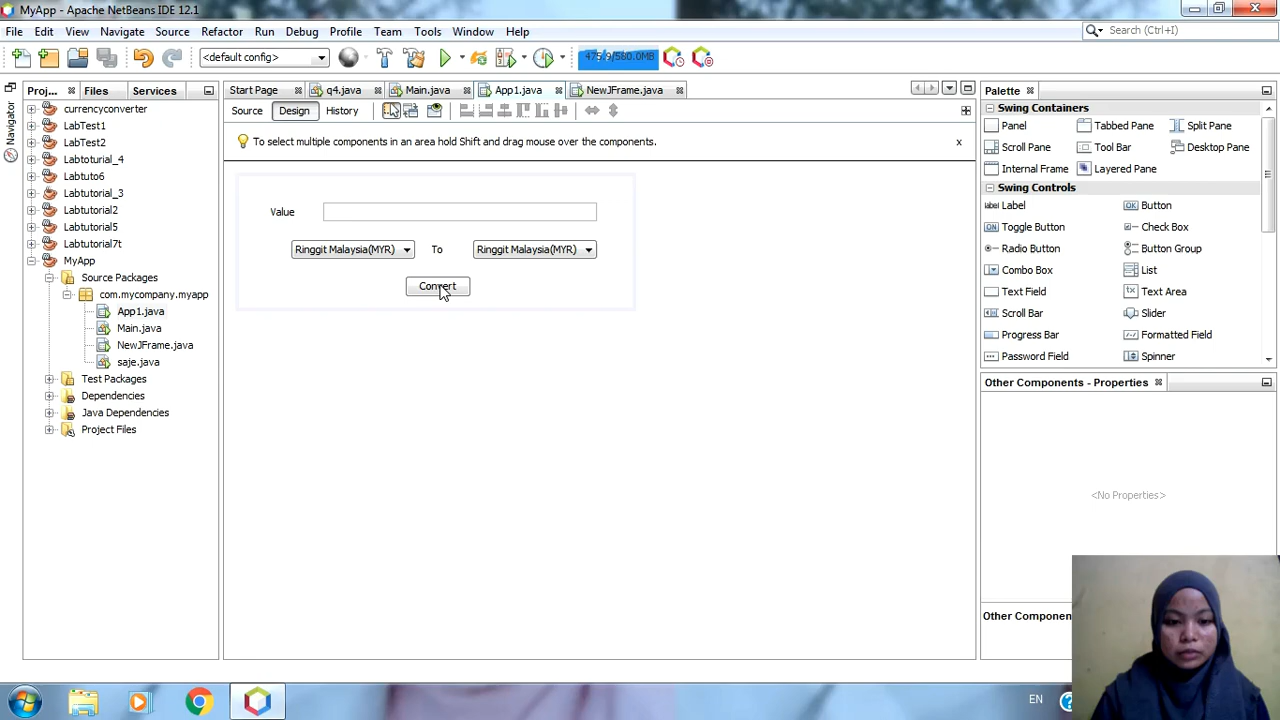 MyApp - Apache NetBeans IDE 12.1
File Edit View Navigate Source Refactor Run Debug Profile Team Tools Window Help
Search (Ctrl+I)
<default config>
475.9/580.0MB
Proj... Files Services
Start Page q4.java Main.java App1.java NewJFrame.java
Palette
Navigator
Source Design History
To select multiple components in an area hold Shift and drag mouse over the components.
currencyconverter
LabTest1
LabTest2
Labtoturial_4
Labtuto6
Labtutorial_3
Labtutorial2
Labtutorial5
Labtutorial7t
MyApp
Source Packages
com.mycompany.myapp
App1.java
Main.java
NewJFrame.java
saje.java
Test Packages
Dependencies
Java Dependencies
Project Files
Value
Ringgit Malaysia(MYR) To Ringgit Malaysia(MYR)
Convert
Swing Containers
Panel Tabbed Pane Split Pane
Scroll Pane Tool Bar Desktop Pane
Internal Frame Layered Pane
Swing Controls
Label Button
Toggle Button Check Box
Radio Button Button Group
Combo Box List
Text Field Text Area
Scroll Bar Slider
Progress Bar Formatted Field
Password Field Spinner
Other Components - Properties
<No Properties>
Other Component
EN